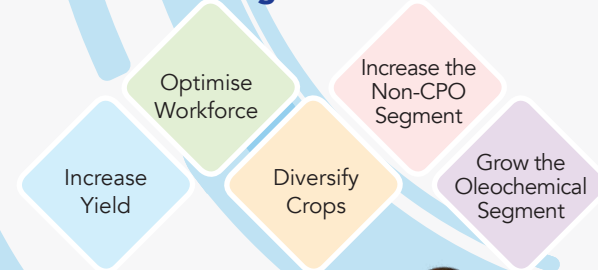 Increase
Yield
Optimise
Workforce
Diversify
Crops
Increase the
Non-CPO
Segment
Grow the
Oleochemical
Segment